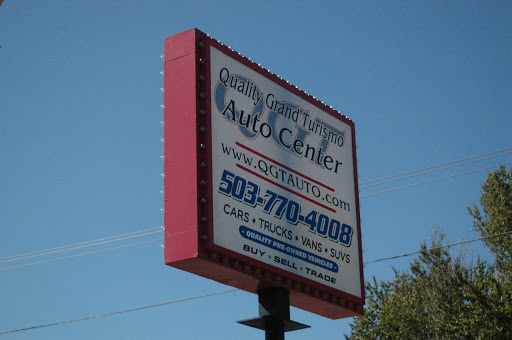 QGT
Quality Grand Turismo
Auto Center
www.QGTAUTO.com
503-770-4008
CARS * TRUCKS * VANS * SUVS
- QUALITY PRE-OWNED VEHICLES -
BUY * SELL * TRADE